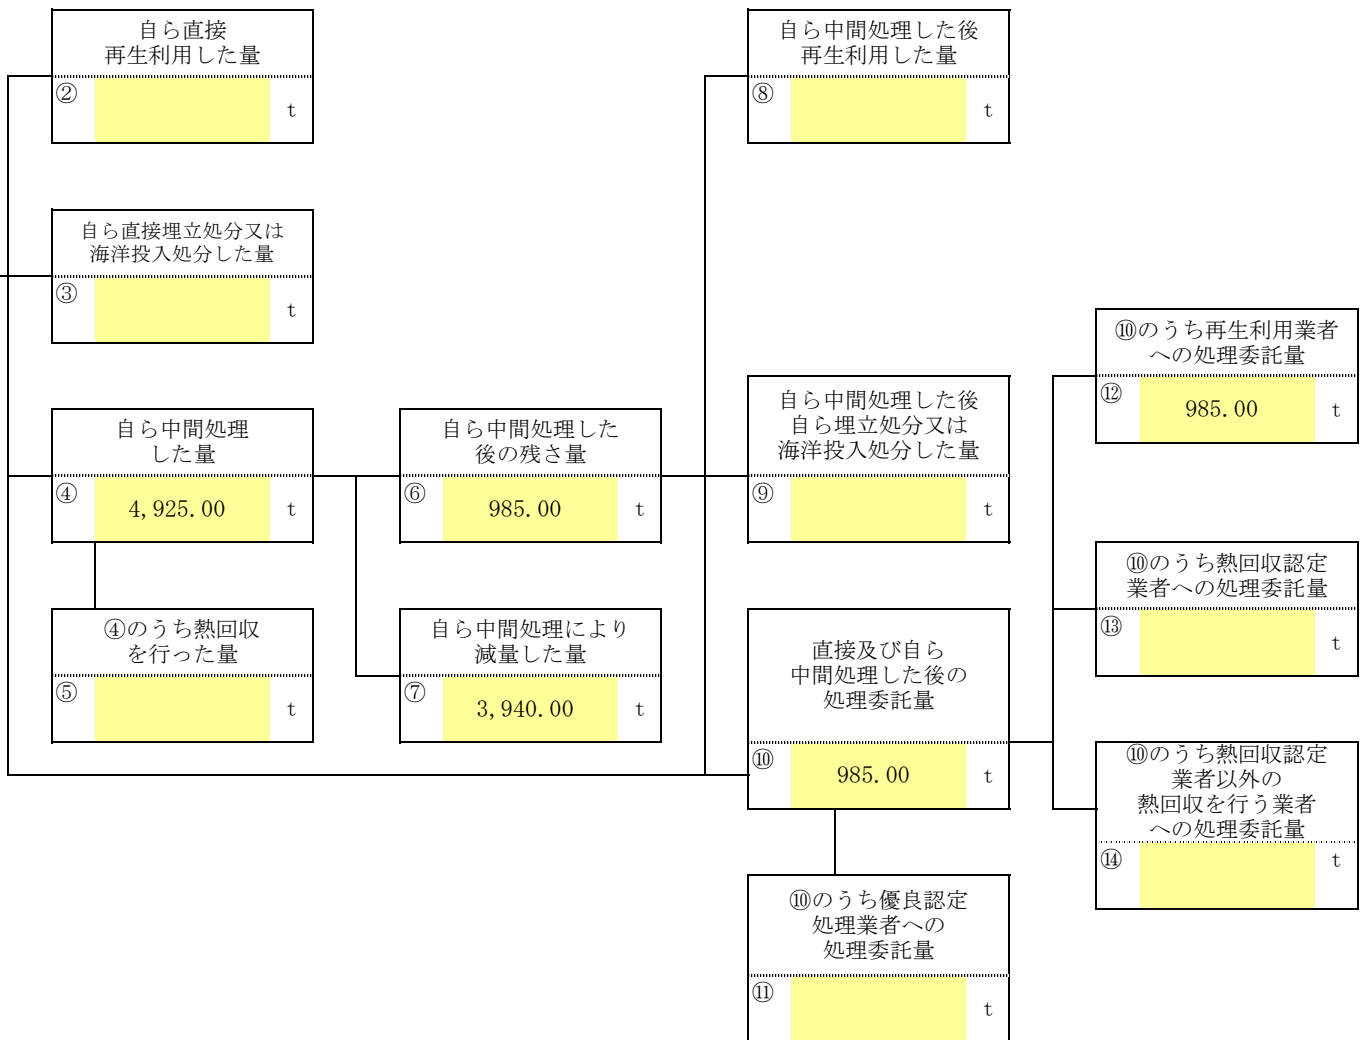 自ら直接
再生利用した量
②
t
自ら直接埋立処分又は
海洋投入処分した量
③
t
自ら中間処理
した量
④
4,925.00
t
④のうち熱回収
を行った量
⑤
t
自ら中間処理した
後の残さ量
⑥
985.00
t
自ら中間処理により
減量した量
⑦
3,940.00
t
自ら中間処理した後
再生利用した量
⑧
t
自ら中間処理した後
自ら埋立処分又は
海洋投入処分した量
⑨
t
直接及び自ら
中間処理した後の
処理委託量
⑩
985.00
t
⑩のうち優良認定
処理業者への
処理委託量
⑪
t
⑩のうち再生利用業者
への処理委託量
⑫
985.00
t
⑩のうち熱回収認定
業者への処理委託量
⑬
t
⑩のうち熱回収認定
業者以外の
熱回収を行う業者
への処理委託量
⑭
t